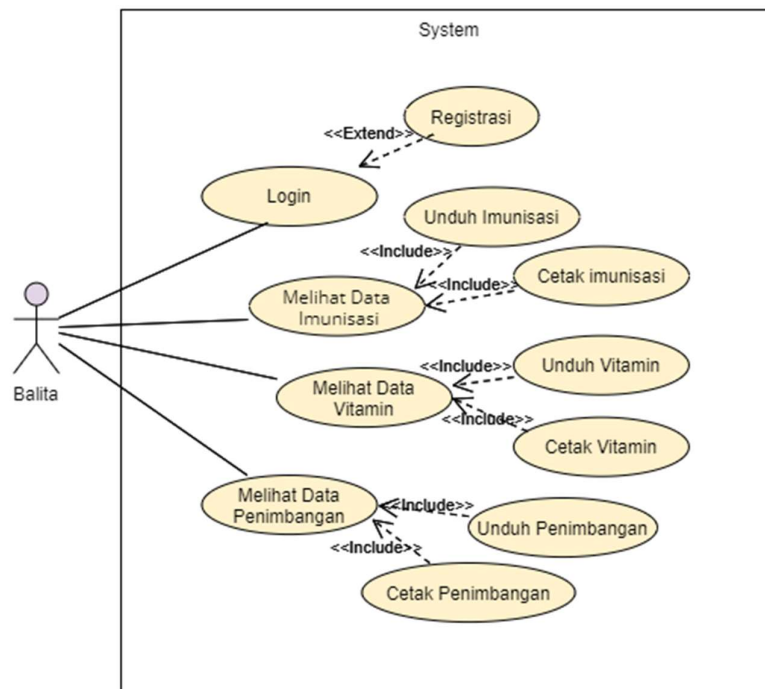 System
Registrasi
<<Extend>>
Login
Unduh Imunisasi
<<Include>>
Cetak imunisasi
<<Include>>
Melihat Data
Imunisasi
Balita
Unduh Vitamin
<<Include>>
Melihat Data
Vitamin
<<Include>>
Cetak Vitamin
Melihat Data
Penimbangan
<<Include>>
Unduh Penimbangan
<<Include>>
Cetak Penimbangan